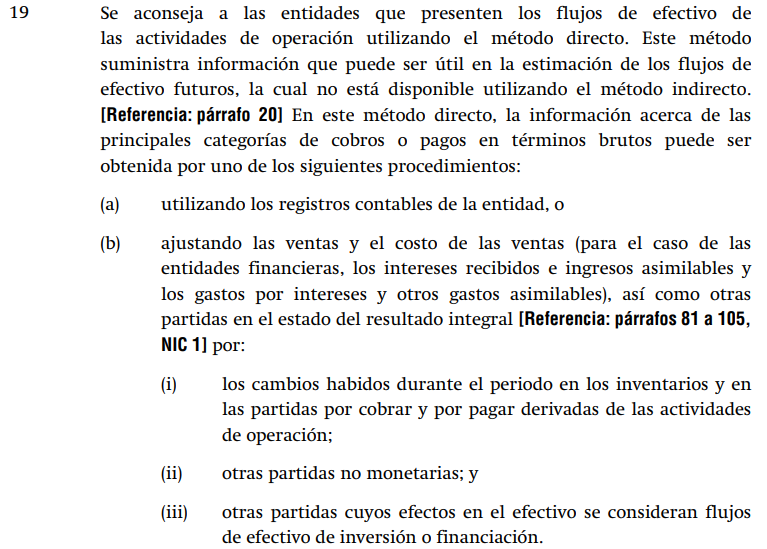 19 Se aconseja a las entidades que presenten los flujos de efectivo de
las actividades de operación utilizando el método directo. Este método
suministra información que puede ser útil en la estimación de los flujos de
efectivo futuros, la cual no está disponible utilizando el método indirecto.
[Referencia: párrafo 20] En este método directo, la información acerca de las
principales categorías de cobros o pagos en términos brutos puede ser
obtenida por uno de los siguientes procedimientos:
(a) utilizando los registros contables de la entidad, o
(b) ajustando las ventas y el costo de las ventas (para el caso de las
entidades financieras, los intereses recibidos e ingresos asimilables y
los gastos por intereses y otros gastos asimilables), así como otras
partidas en el estado del resultado integral [Referencia: párrafos 81 a 105,
NIC 1] por:
(i) los cambios habidos durante el periodo en los inventarios y en
las partidas por cobrar y por pagar derivadas de las actividades
de operación;
(ii) otras partidas no monetarias; y
(iii) otras partidas cuyos efectos en el efectivo se consideran flujos
de efectivo de inversión o financiación.